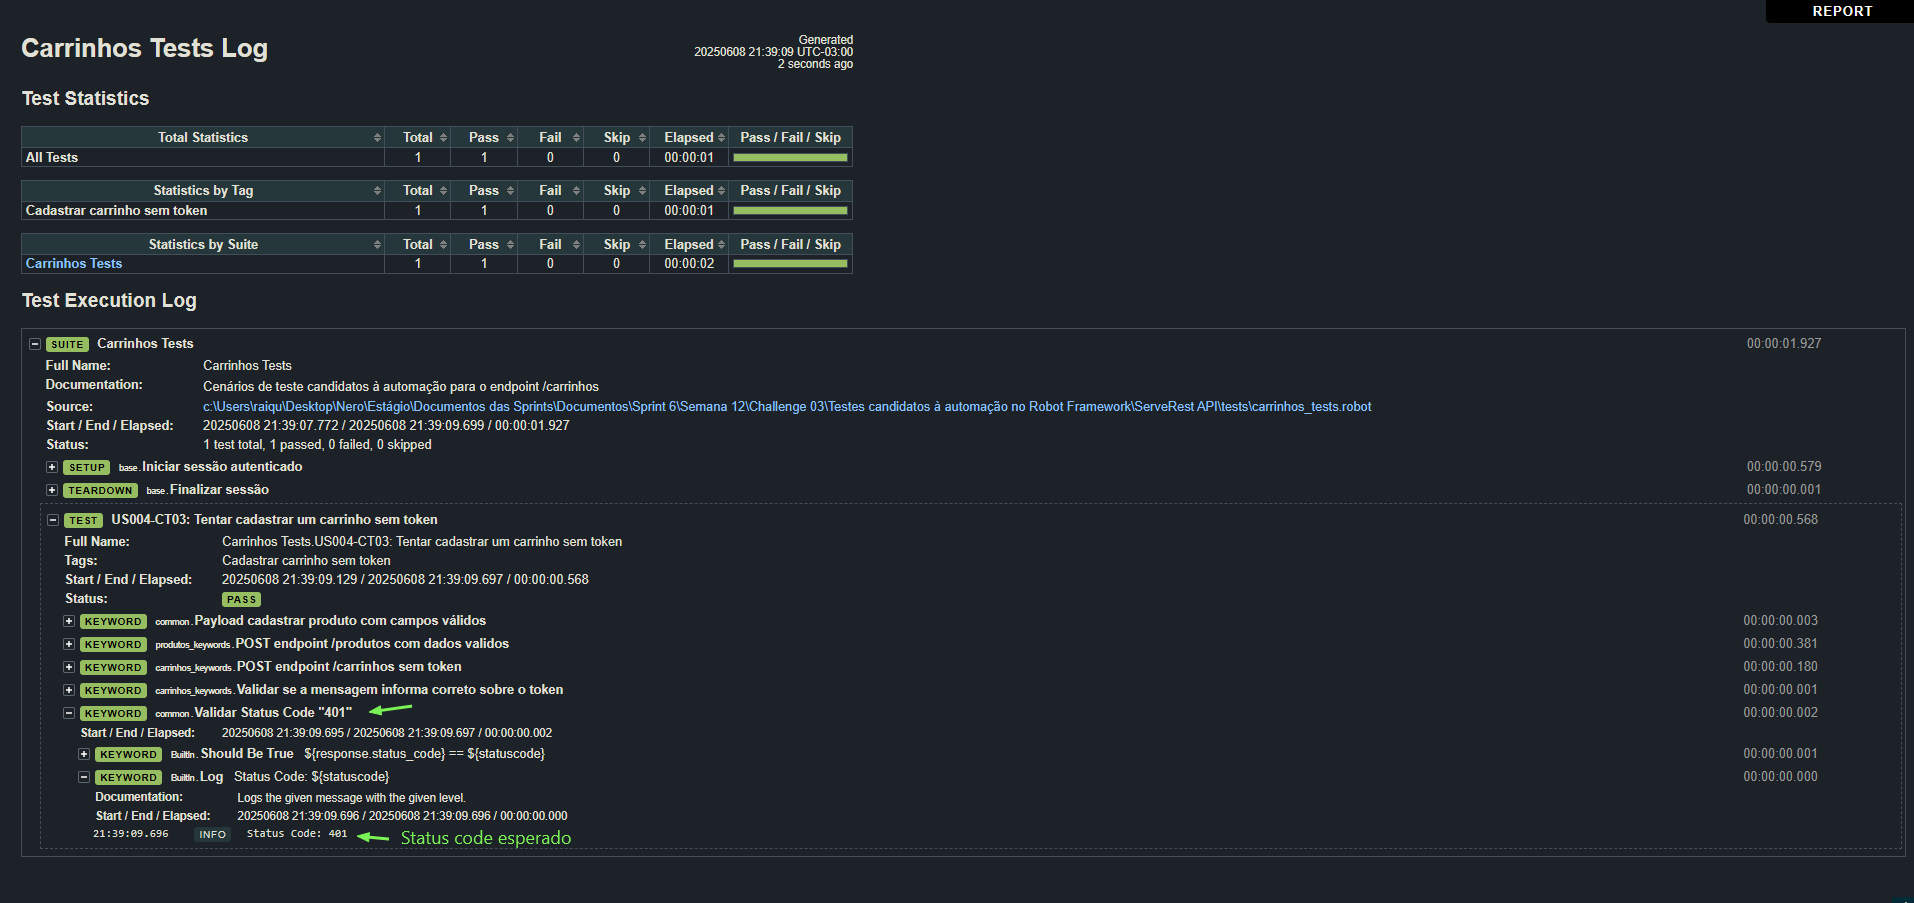 REPORT
Carrinhos Tests Log
Generated
20250608 21:39:09 UTC-03:00
2 seconds ago
Test Statistics
Total Statistics Total Pass Fail Skip Elapsed Pass / Fail / Skip
All Tests 1 1 0 0 00:00:01
Statistics by Tag Total Pass Fail Skip Elapsed Pass / Fail / Skip
Cadastrar carrinho sem token 1 1 0 0 00:00:01
Statistics by Suite Total Pass Fail Skip Elapsed Pass / Fail / Skip
Carrinhos Tests 1 1 0 0 00:00:02
Test Execution Log
SUITE Carrinhos Tests 00:00:01.927
Full Name: Carrinhos Tests
Documentation: Cenários de teste candidatos à automação para o endpoint /carrinhos
Source: c:\Users\raiqu\Desktop\Nero\Estágio\Documentos das Sprints\Documentos\Sprint 6\Semana 12\Challenge 03\Testes candidatos à automação no Robot Framework\ServeRest API\tests\carrinhos_tests.robot
Start / End / Elapsed: 20250608 21:39:07.772 / 20250608 21:39:09.699 / 00:00:01.927
Status: 1 test total, 1 passed, 0 failed, 0 skipped
SETUP base.Iniciar sessão autenticado 00:00:00.579
TEARDOWN base.Finalizar sessão 00:00:00.001
TEST US004-CT03: Tentar cadastrar um carrinho sem token 00:00:00.568
Full Name: Carrinhos Tests.US004-CT03: Tentar cadastrar um carrinho sem token
Tags: Cadastrar carrinho sem token
Start / End / Elapsed: 20250608 21:39:09.129 / 20250608 21:39:09.697 / 00:00:00.568
Status: PASS
KEYWORD common.Payload cadastrar produto com campos válidos 00:00:00.003
KEYWORD produtos_keywords.POST endpoint /produtos com dados validos 00:00:00.381
KEYWORD carrinhos_keywords.POST endpoint /carrinhos sem token 00:00:00.180
KEYWORD carrinhos_keywords.Validar se a mensagem informa correto sobre o token 00:00:00.001
KEYWORD common.Validar Status Code "401" 00:00:00.002
Start / End / Elapsed: 20250608 21:39:09.695 / 20250608 21:39:09.697 / 00:00:00.002
KEYWORD BuiltIn.Should Be True ${response.status_code} == ${statuscode} 00:00:00.001
KEYWORD BuiltIn.Log Status Code: ${statuscode} 00:00:00.000
Documentation: Logs the given message with the given level.
Start / End / Elapsed: 20250608 21:39:09.696 / 20250608 21:39:09.696 / 00:00:00.000
21:39:09.696 INFO Status Code: 401 Status code esperado